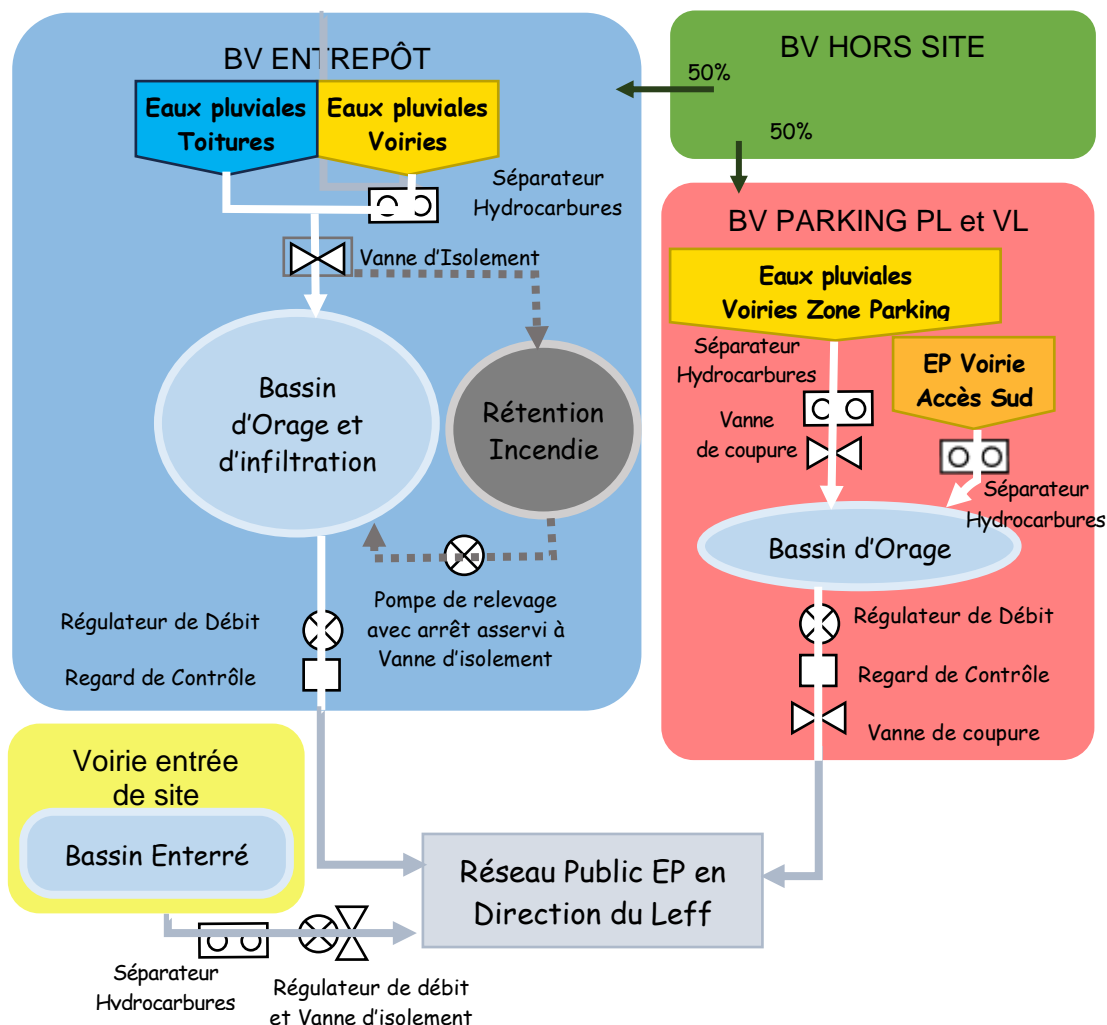 BV ENTREPÔT
Eaux pluviales
Toitures
Eaux pluviales
Voiries
Séparateur
Hydrocarbures
Vanne d'Isolement
Bassin
d'Orage et
d'infiltration
Rétention
Incendie
Pompe de relevage
avec arrêt asservi à
Vanne d'isolement
Régulateur de Débit
Regard de Contrôle
BV HORS SITE
50%
50%
BV PARKING PL et VL
Eaux pluviales
Voiries Zone Parking
Séparateur
Hydrocarbures
EP Voirie
Accès Sud
Vanne
de coupure
Séparateur
Hydrocarbures
Bassin d'Orage
Régulateur de Débit
Regard de Contrôle
Vanne de coupure
Voirie entrée
de site
Bassin Enterré
Réseau Public EP en
Direction du Leff
Séparateur
Hydrocarbures
Régulateur de débit
et Vanne d'isolement